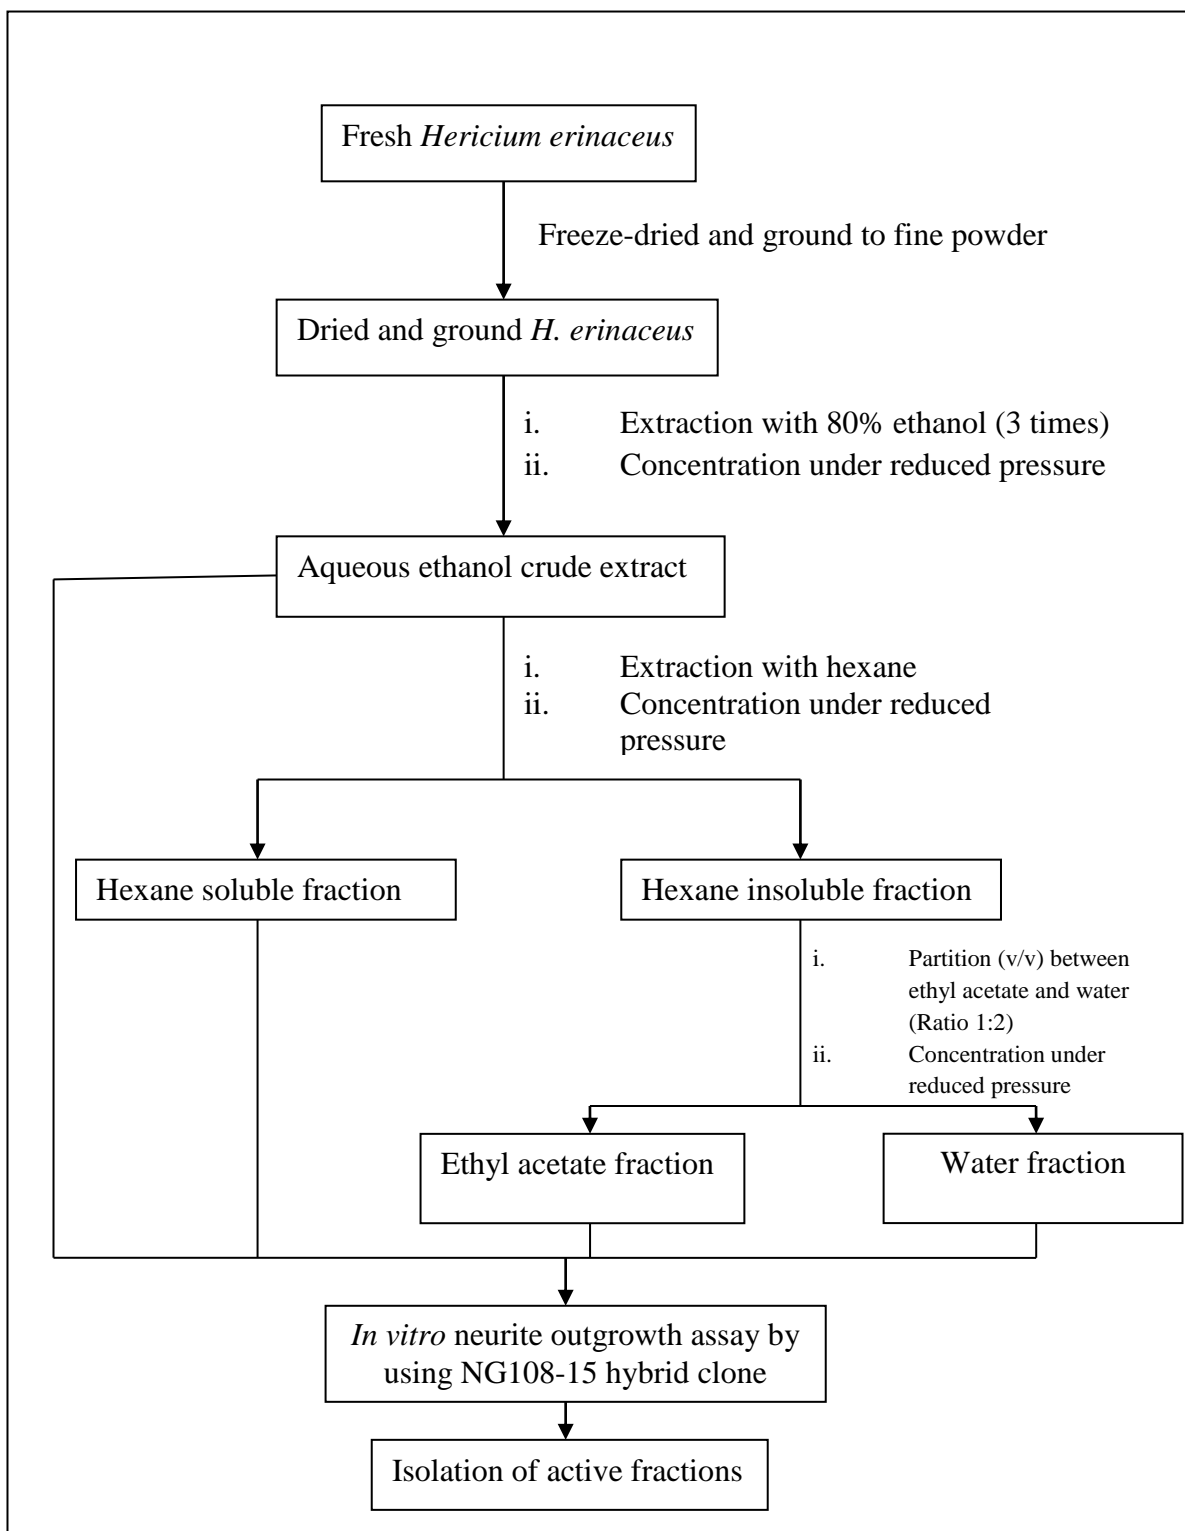 Fresh Hericium erinaceus
Freeze-dried and ground to fine powder
Dried and ground H. erinaceus
i. Extraction with 80% ethanol (3 times)
ii. Concentration under reduced pressure
Aqueous ethanol crude extract
i. Extraction with hexane
ii. Concentration under reduced
pressure
Hexane soluble fraction
Hexane insoluble fraction
i. Partition (v/v) between
ethyl acetate and water
(Ratio 1:2)
ii. Concentration under
reduced pressure
Ethyl acetate fraction
Water fraction
In vitro neurite outgrowth assay by
using NG108-15 hybrid clone
Isolation of active fractions